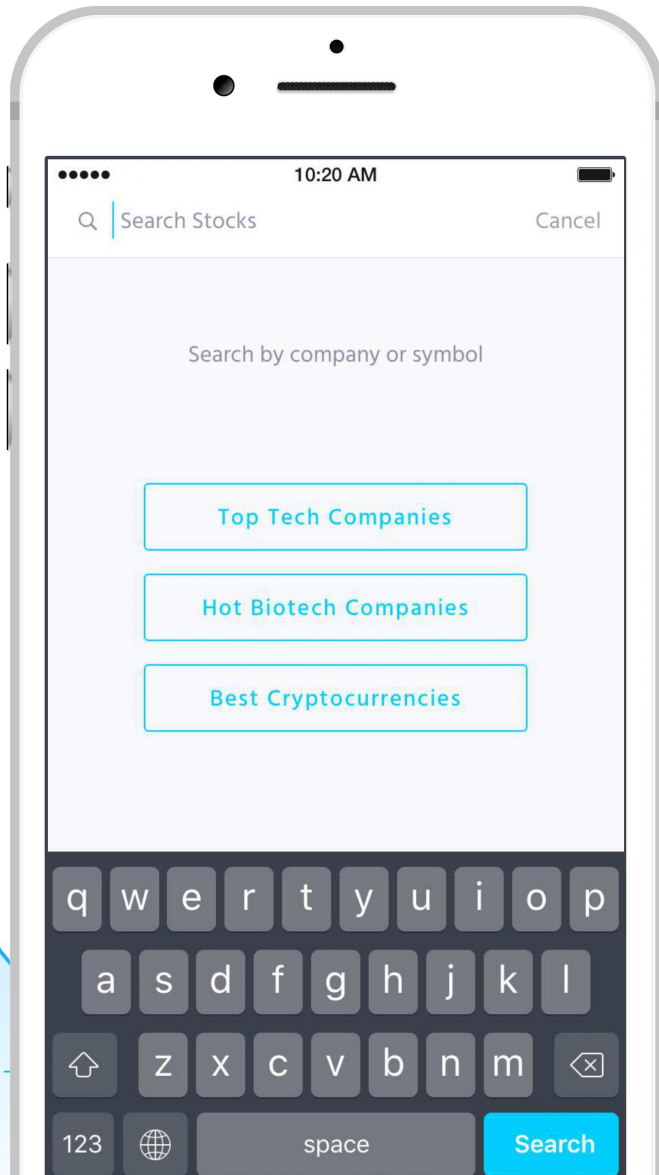 10:20 AM
Search Stocks Cancel
Search by company or symbol
Top Tech Companies
Hot Biotech Companies
Best Cryptocurrencies
q w e r t y u i o p
a s d f g h j k l
z x c v b n m
123 space Search